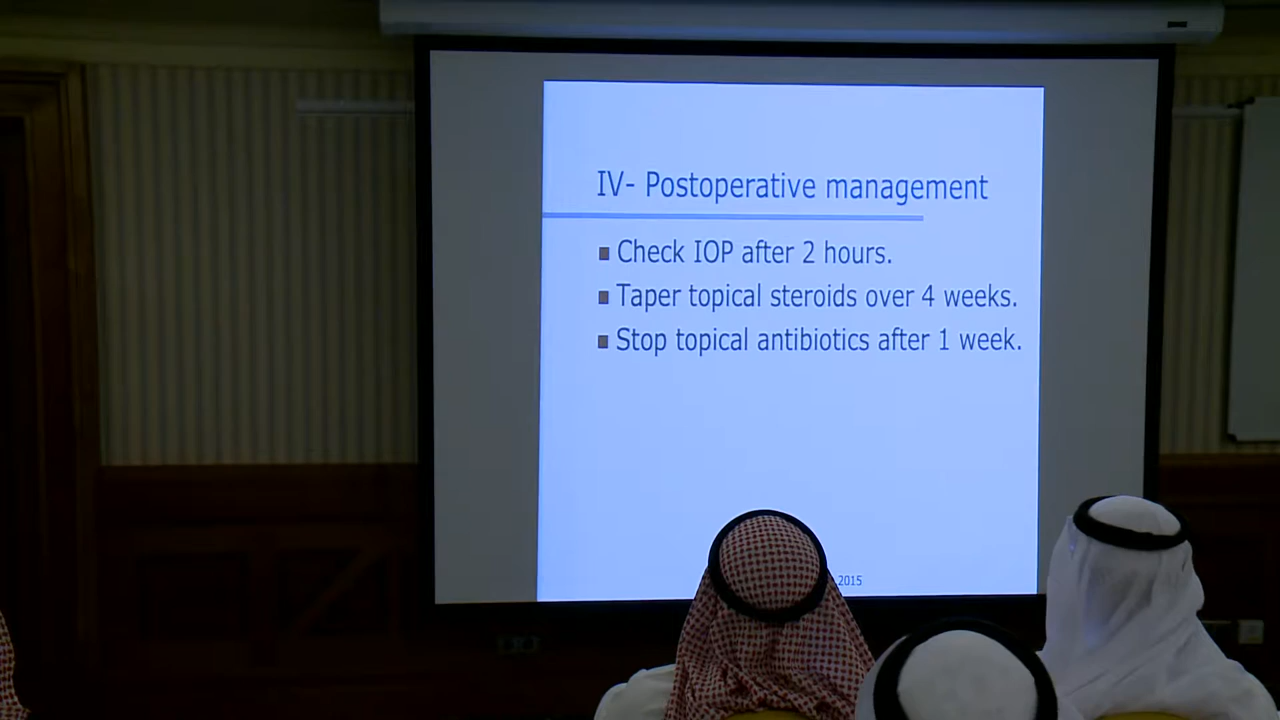 IV- Postoperative management
Check IOP after 2 hours.
Taper topical steroids over 4 weeks.
Stop topical antibiotics after 1 week.
2015